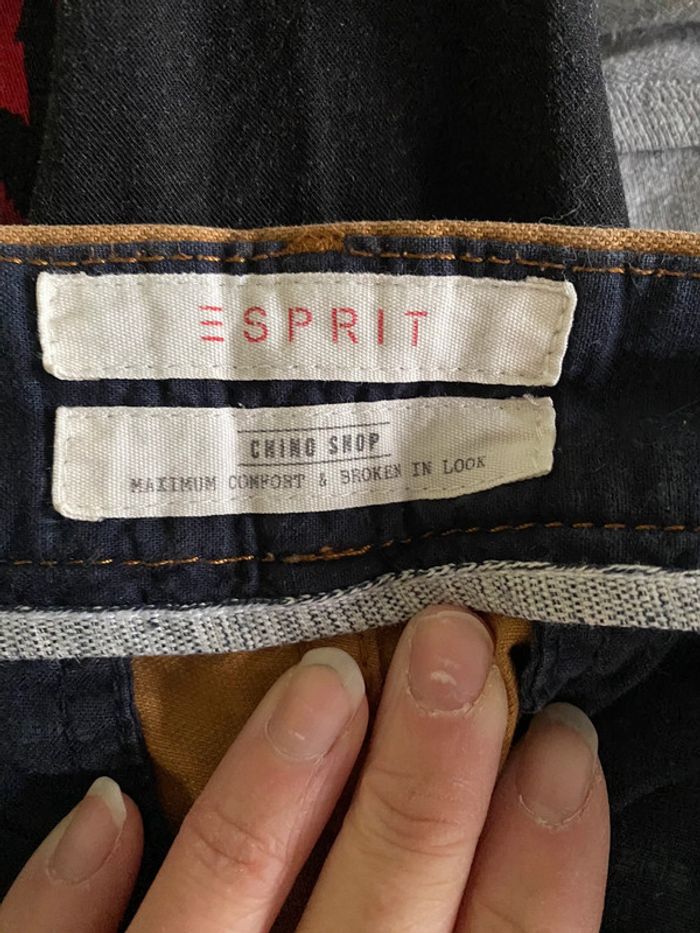 ESPRIT
CHINO SHOP
MAXIMUM COMFORT & BROKEN IN LOOK